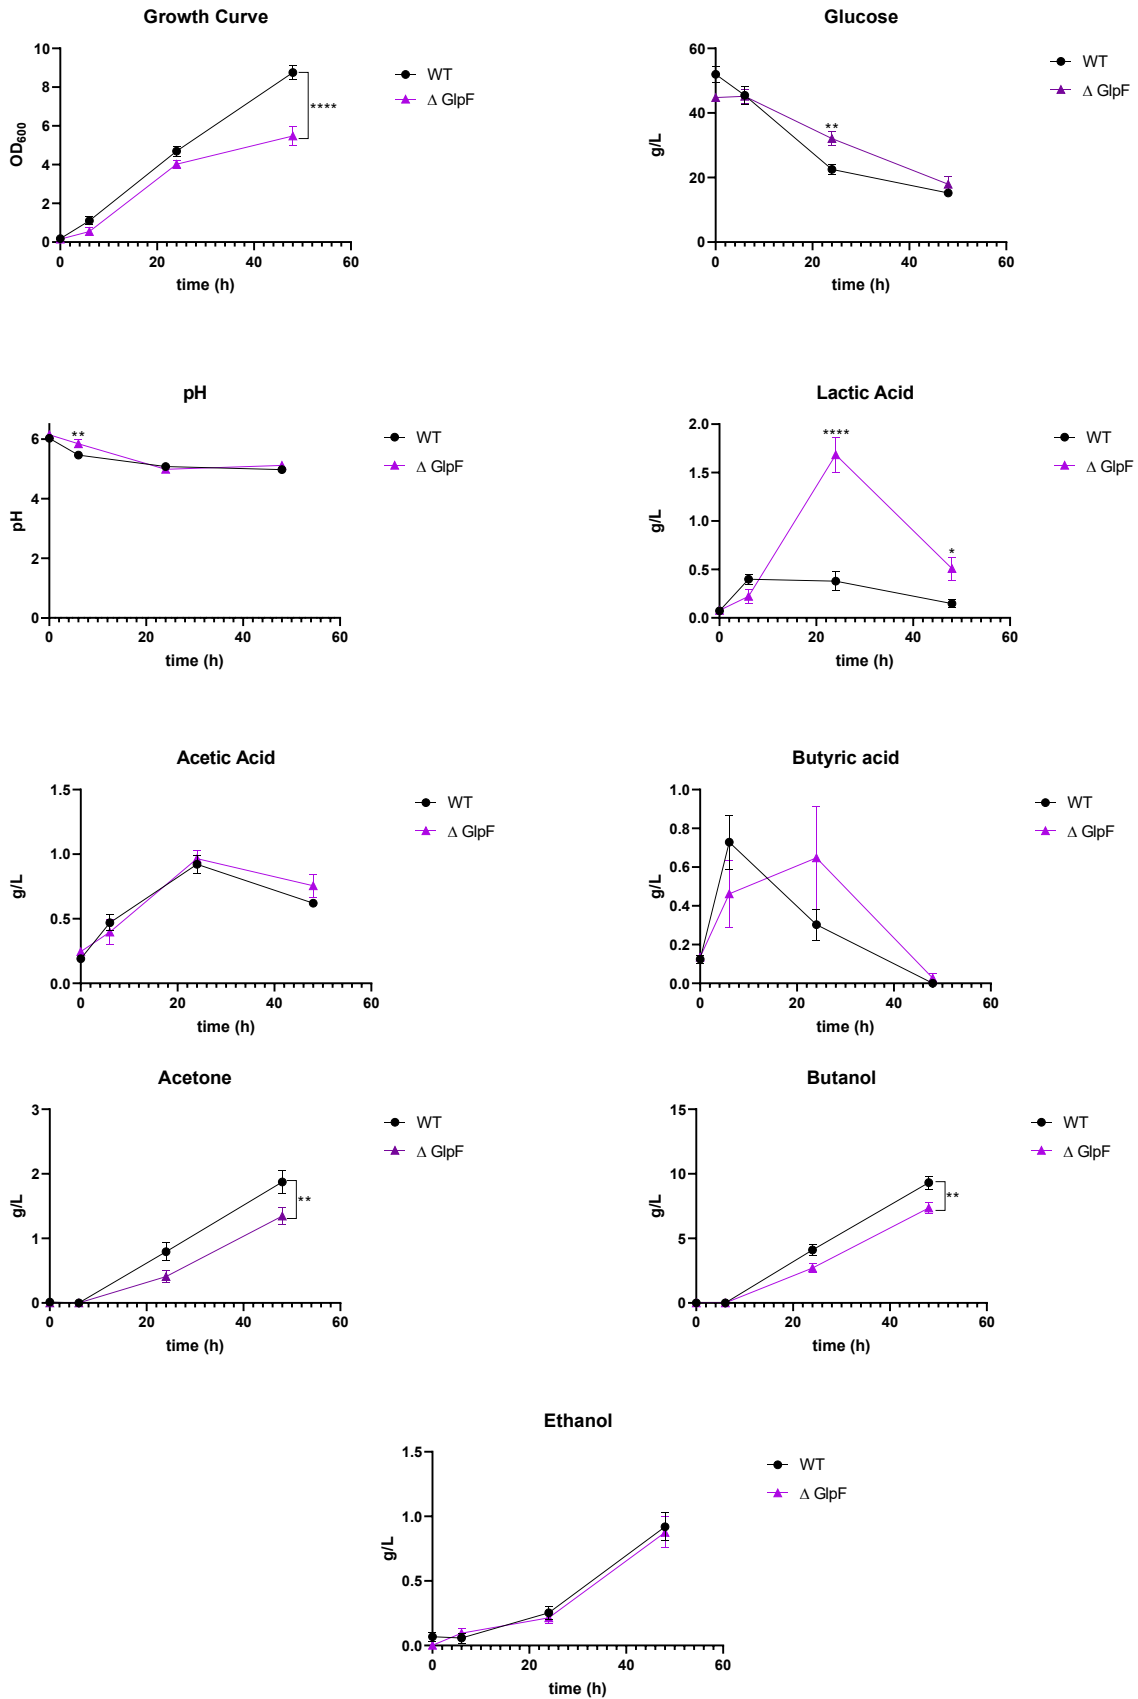 Growth Curve
10
8
6
4
2
0
OD600
0 20 40 60
time (h)
WT
Δ GlpF
****
Glucose
60
40
20
0
g/L
0 20 40 60
time (h)
WT
Δ GlpF
**
pH
6
4
2
0
pH
0 20 40 60
time (h)
WT
Δ GlpF
**
Lactic Acid
2.0
1.5
1.0
0.5
0.0
g/L
0 20 40 60
time (h)
WT
Δ GlpF
****
*
Acetic Acid
1.5
1.0
0.5
0.0
g/L
0 20 40 60
time (h)
WT
Δ GlpF
Butyric acid
1.0
0.8
0.6
0.4
0.2
0.0
g/L
0 20 40 60
time (h)
WT
Δ GlpF
Acetone
3
2
1
0
g/L
0 20 40 60
time (h)
WT
Δ GlpF
**
Butanol
15
10
5
0
g/L
0 20 40 60
time (h)
WT
Δ GlpF
**
Ethanol
1.5
1.0
0.5
0.0
g/L
0 20 40 60
time (h)
WT
Δ GlpF